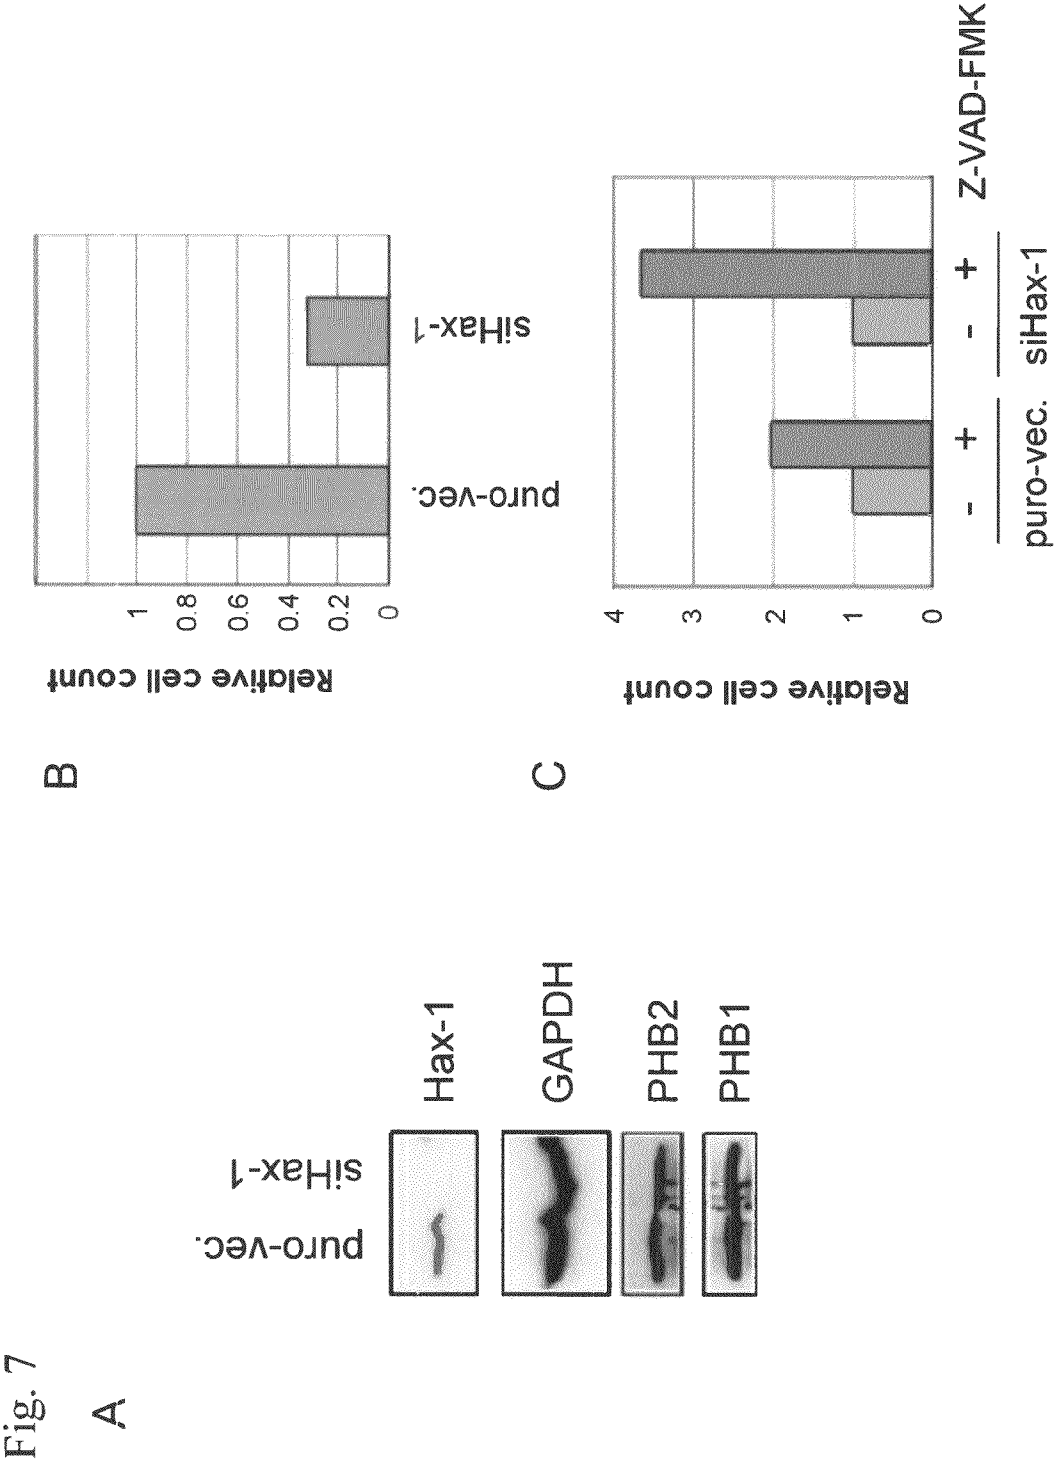 Fig. 7
A
puro-vec.
siHax-1
Hax-1
GAPDH
PHB2
PHB1
B
Relative cell count
1
0.8
0.6
0.4
0.2
0
puro-vec.
siHax-1
C
Relative cell count
4
3
2
1
0
- + - + Z-VAD-FMK
puro-vec. siHax-1